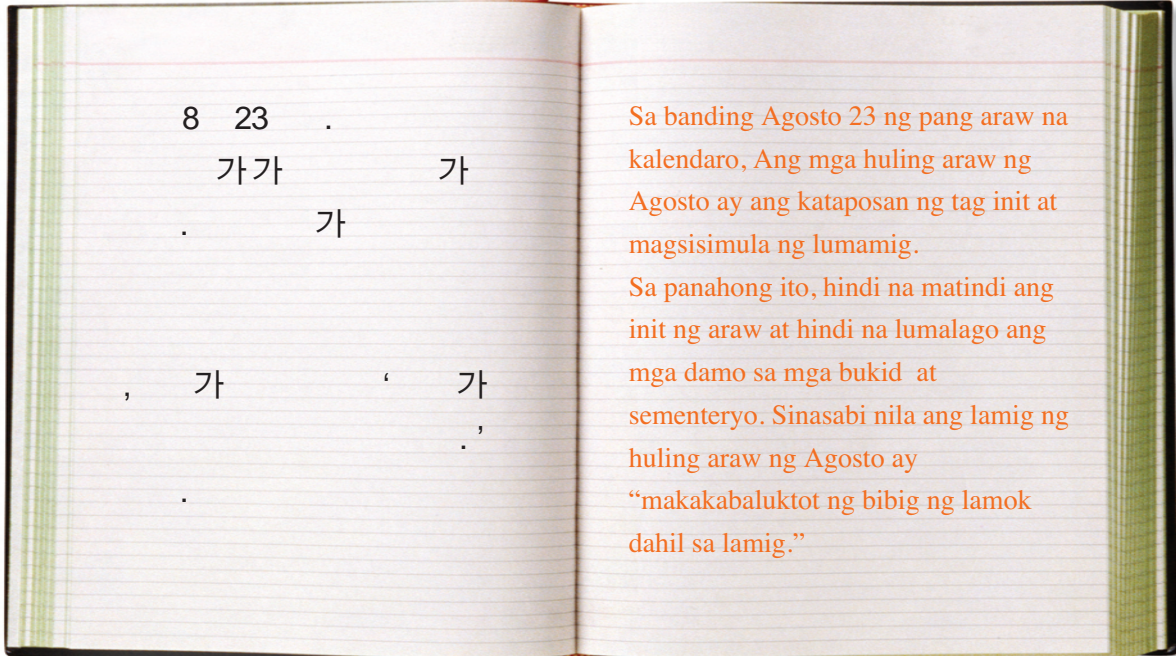 8 23 .
가가 가
. 가
, 가 ‘ 가
.’
.
Sa banding Agosto 23 ng pang araw na
kalendaro, Ang mga huling araw ng
Agosto ay ang kataposan ng tag init at
magsisimula ng lumamig.
Sa panahong ito, hindi na matindi ang
init ng araw at hindi na lumalago ang
mga damo sa mga bukid at
sementeryo. Sinasabi nila ang lamig ng
huling araw ng Agosto ay
“makakabaluktot ng bibig ng lamok
dahil sa lamig.”